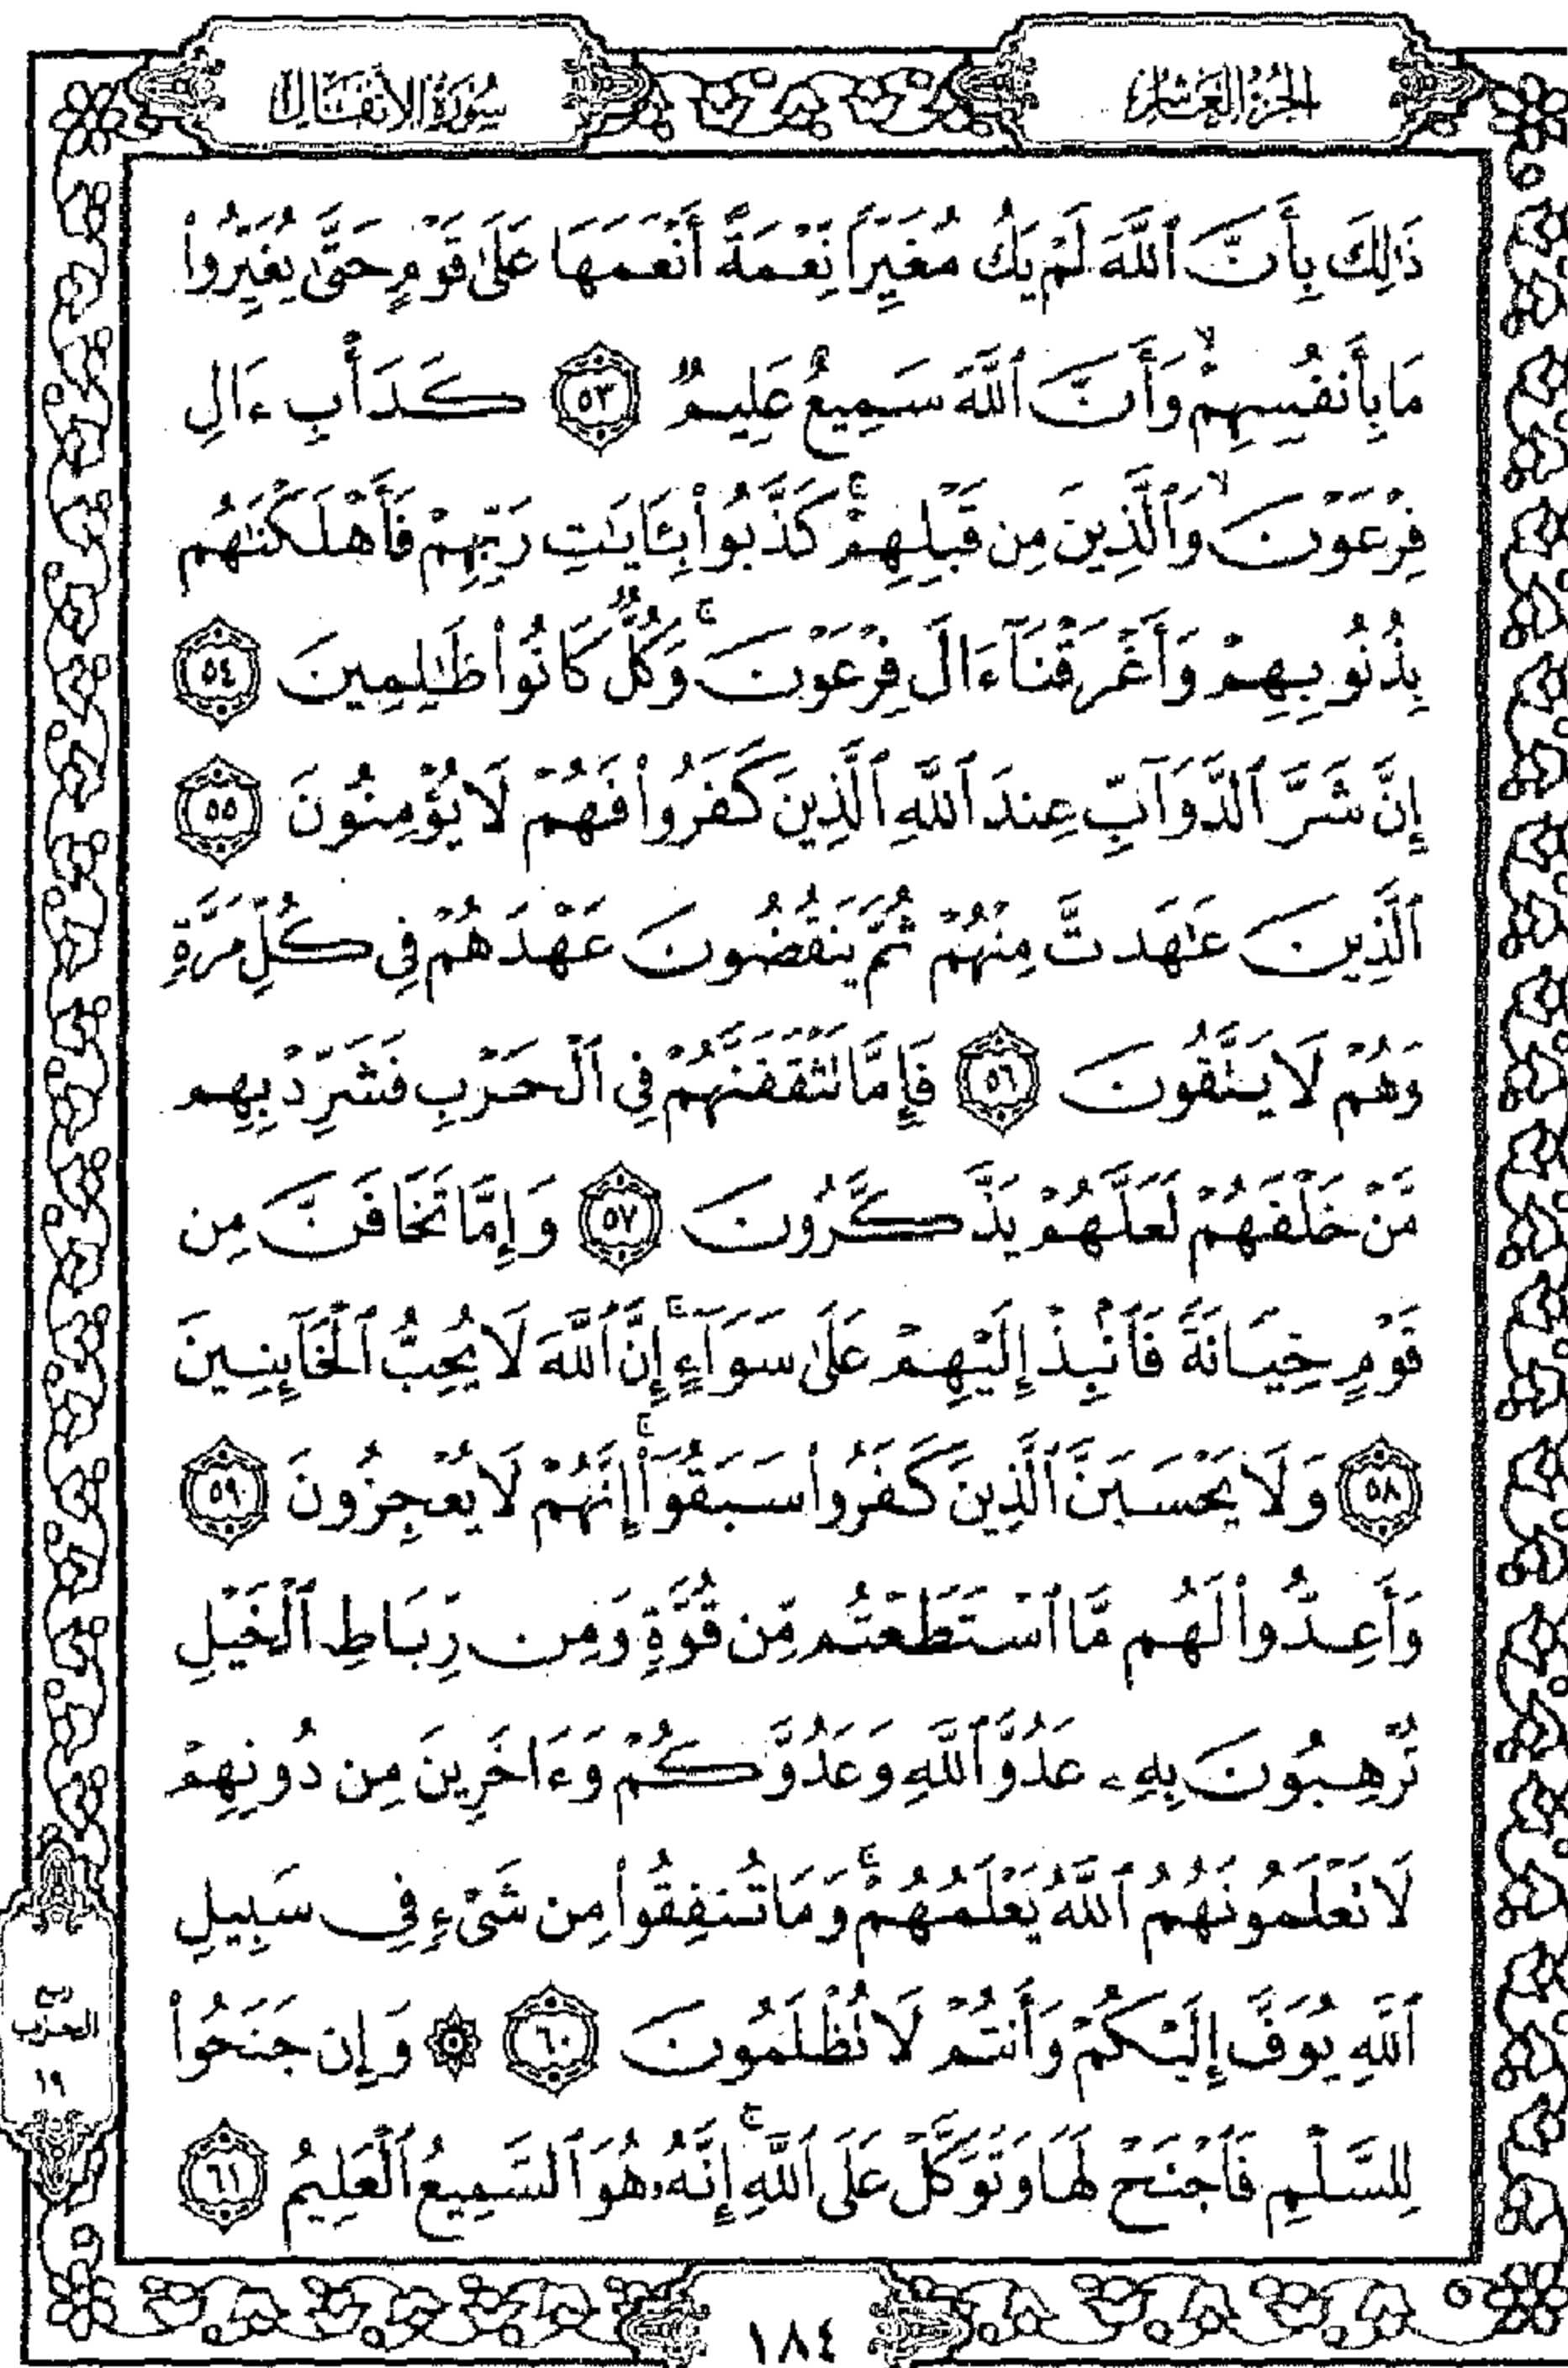 الجزء العاشر
سورة الأنفال
ذَٰلِكَ بِأَنَّ ٱللَّهَ لَمْ يَكُ مُغَيِّرًا نِّعْمَةً أَنْعَمَهَا عَلَىٰ قَوْمٍ حَتَّىٰ يُغَيِّرُوا۟
مَا بِأَنفُسِهِمْ ۙ وَأَنَّ ٱللَّهَ سَمِيعٌ عَلِيمٌ ٥٣ كَدَأْبِ ءَالِ
فِرْعَوْنَ ۙ وَٱلَّذِينَ مِن قَبْلِهِمْ ۚ كَذَّبُوا۟ بِـَٔايَـٰتِ رَبِّهِمْ فَأَهْلَكْنَـٰهُم
بِذُنُوبِهِمْ وَأَغْرَقْنَآ ءَالَ فِرْعَوْنَ ۚ وَكُلٌّ كَانُوا۟ ظَـٰلِمِينَ ٥٤
إِنَّ شَرَّ ٱلدَّوَآبِّ عِندَ ٱللَّهِ ٱلَّذِينَ كَفَرُوا۟ فَهُمْ لَا يُؤْمِنُونَ ٥٥
ٱلَّذِينَ عَـٰهَدتَّ مِنْهُمْ ثُمَّ يَنقُضُونَ عَهْدَهُمْ فِى كُلِّ مَرَّةٍ
وَهُمْ لَا يَتَّقُونَ ٥٦ فَإِمَّا تَثْقَفَنَّهُمْ فِى ٱلْحَرْبِ فَشَرِّدْ بِهِم
مَّنْ خَلْفَهُمْ لَعَلَّهُمْ يَذَّكَّرُونَ ٥٧ وَإِمَّا تَخَافَنَّ مِن
قَوْمٍ خِيَانَةً فَٱنۢبِذْ إِلَيْهِمْ عَلَىٰ سَوَآءٍ ۚ إِنَّ ٱللَّهَ لَا يُحِبُّ ٱلْخَآئِنِينَ
٥٨ وَلَا يَحْسَبَنَّ ٱلَّذِينَ كَفَرُوا۟ سَبَقُوٓا۟ ۚ إِنَّهُمْ لَا يُعْجِزُونَ ٥٩
وَأَعِدُّوا۟ لَهُم مَّا ٱسْتَطَعْتُم مِّن قُوَّةٍ وَمِن رِّبَاطِ ٱلْخَيْلِ
تُرْهِبُونَ بِهِۦ عَدُوَّ ٱللَّهِ وَعَدُوَّكُمْ وَءَاخَرِينَ مِن دُونِهِمْ
لَا تَعْلَمُونَهُمُ ٱللَّهُ يَعْلَمُهُمْ ۚ وَمَا تُنفِقُوا۟ مِن شَىْءٍ فِى سَبِيلِ
ٱللَّهِ يُوَفَّ إِلَيْكُمْ وَأَنتُمْ لَا تُظْلَمُونَ ٦٠ ۞ وَإِن جَنَحُوا۟
لِلسَّلْمِ فَٱجْنَحْ لَهَا وَتَوَكَّلْ عَلَى ٱللَّهِ ۚ إِنَّهُۥ هُوَ ٱلسَّمِيعُ ٱلْعَلِيمُ ٦١
ربع
الحزب
١٩
١٨٤